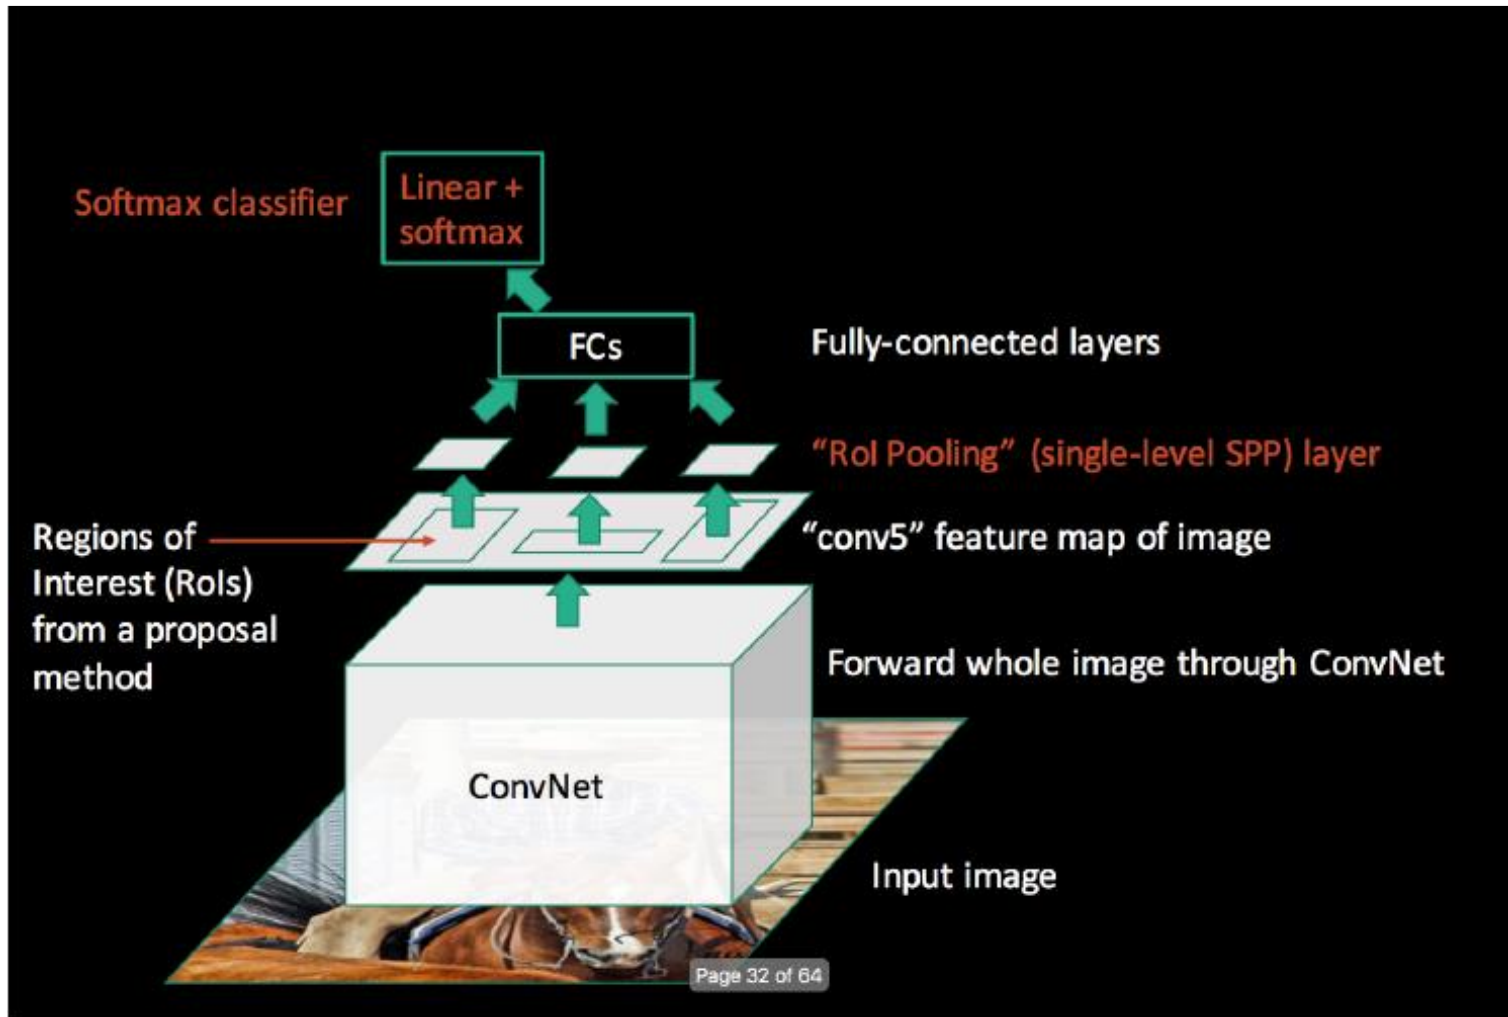 Softmax classifier
Linear +
softmax
FCs
Fully-connected layers
“RoI Pooling” (single-level SPP) layer
Regions of
Interest (RoIs)
from a proposal
method
“conv5” feature map of image
Forward whole image through ConvNet
ConvNet
Input image
Page 32 of 64